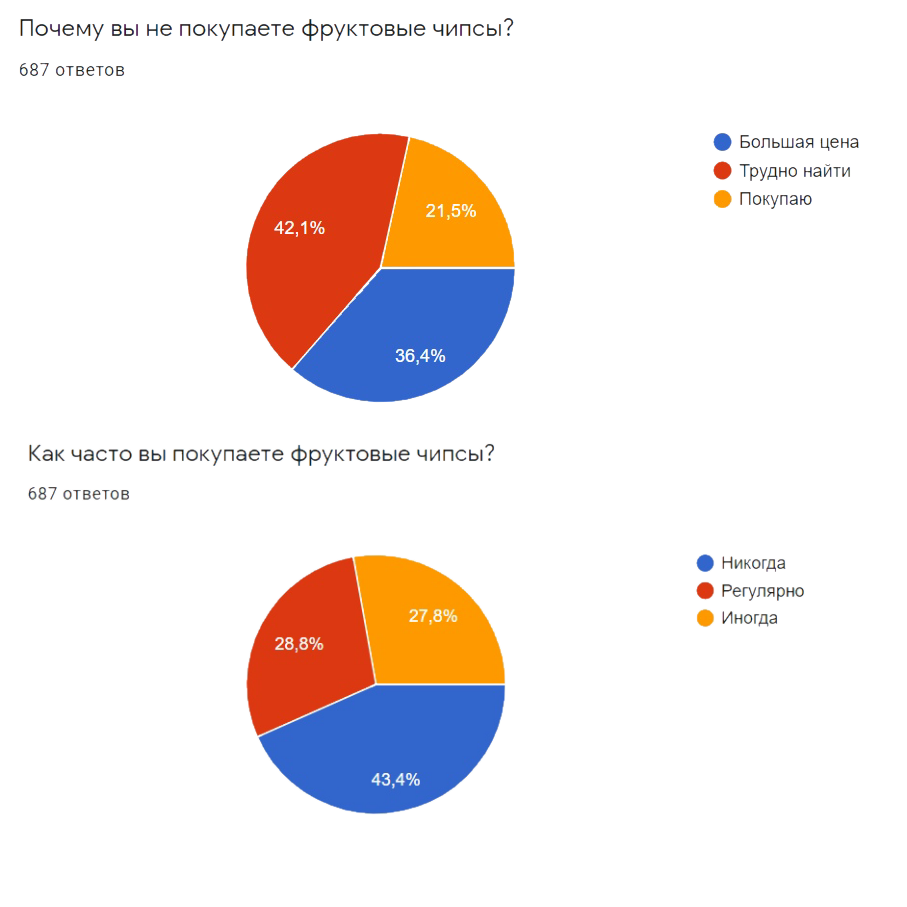 Почему вы не покупаете фруктовые чипсы?
687 ответов
Большая цена
Трудно найти
Покупаю
21,5%
42,1%
36,4%
Как часто вы покупаете фруктовые чипсы?
687 ответов
Никогда
Регулярно
Иногда
27,8%
28,8%
43,4%